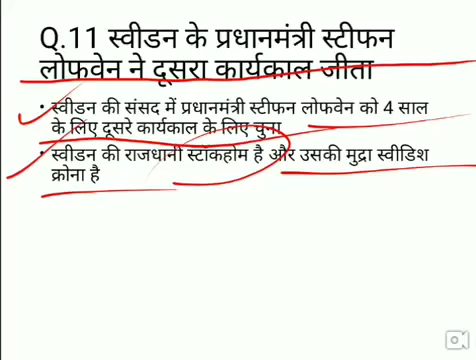 Q.11 स्वीडन के प्रधानमंत्री स्टीफन
लोफवेन ने दूसरा कार्यकाल जीता
• स्वीडन की संसद में प्रधानमंत्री स्टीफन लोफवेन को 4 साल
के लिए दूसरे कार्यकाल के लिए चुना
• स्वीडन की राजधानी स्टॉकहोम है और उसकी मुद्रा स्वीडिश
क्रोना है